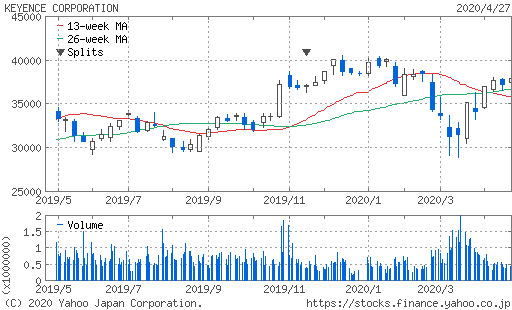 KEYENCE CORPORATION 2020/4/27
45000
13-week MA
26-week MA
Splits
40000
35000
30000
25000
2019/5 2019/7 2019/9 2019/11 2020/1 2020/3
2
Volume
1.5
1
0.5
0
(x1000000)
2019/5 2019/7 2019/9 2019/11 2020/1 2020/3
(C) 2020 Yahoo Japan Corporation. https://stocks.finance.yahoo.co.jp